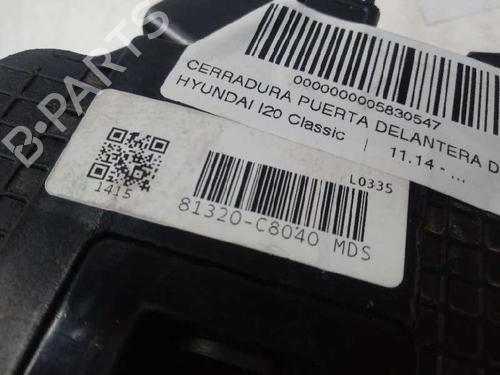 0000000005830547
CERRADURA PUERTA DELANTERA D
HYUNDAI I20 Classic | 11.14 - ...
L0335
1415
81320-C8040 MDS
B-PARTS